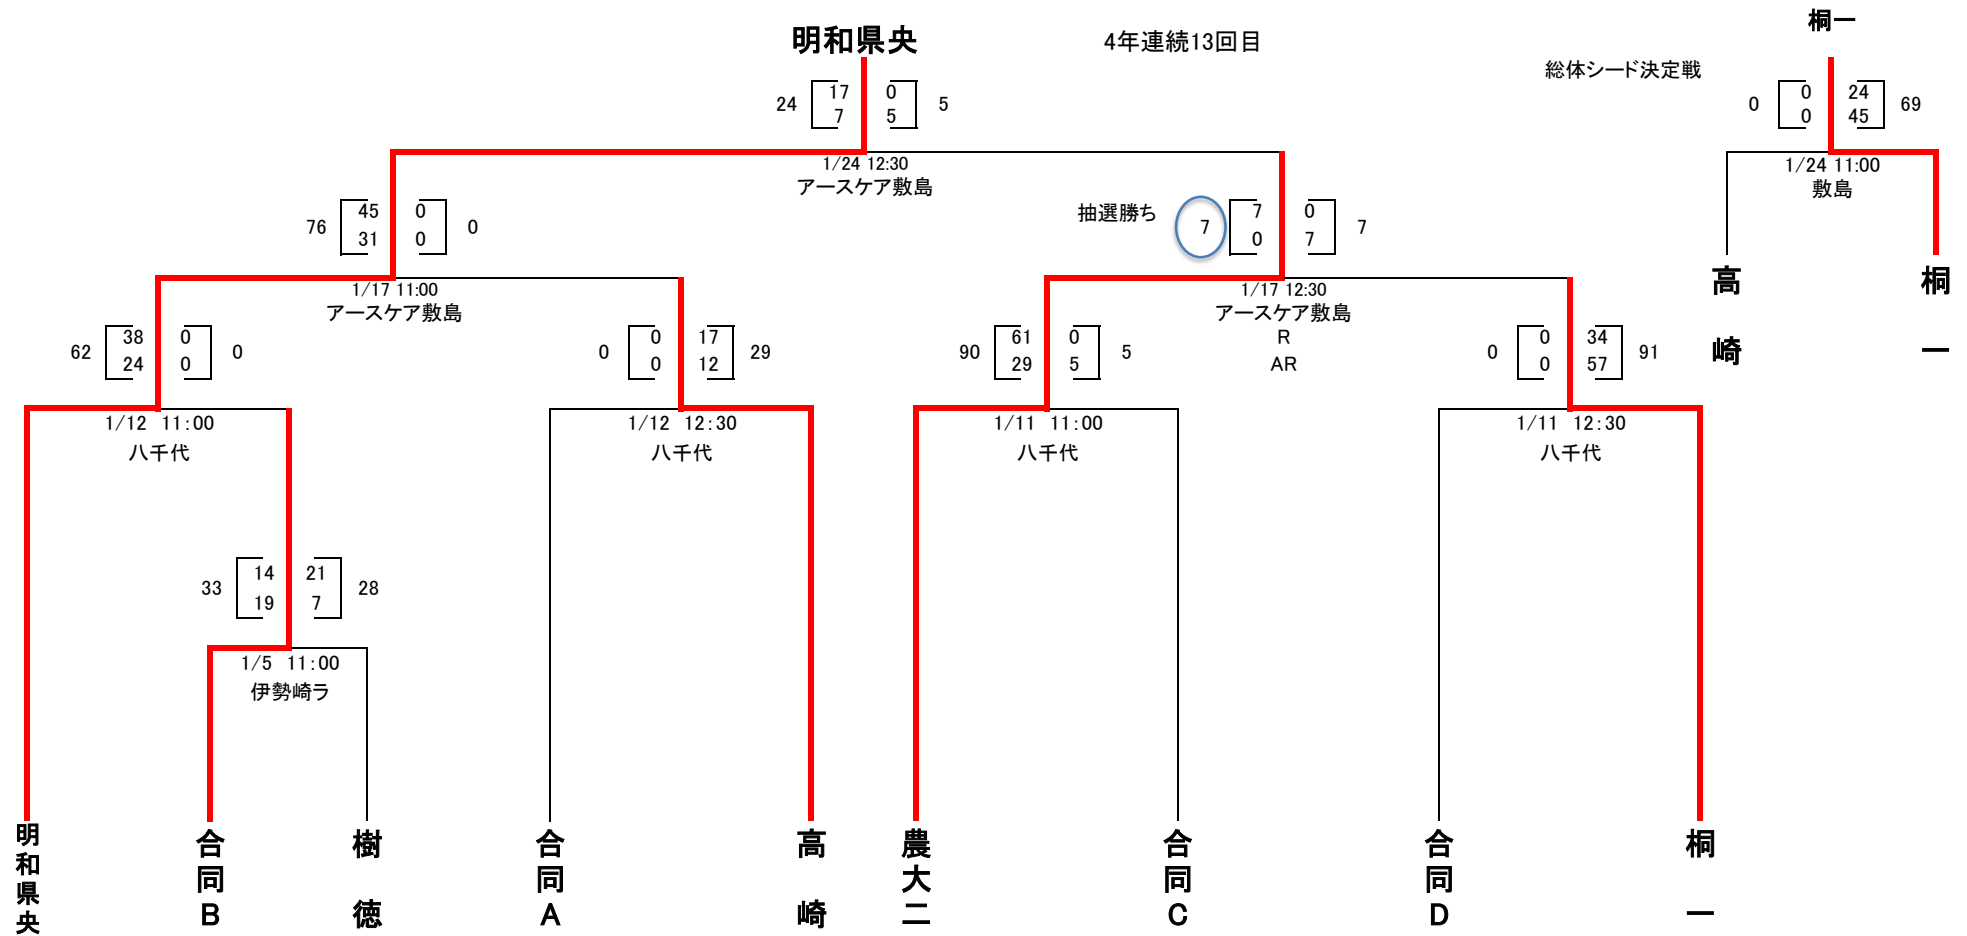 明和県央
4年連続13回目
桐一
総体シード決定戦
24 17 0 5
7 5
0 0 24 69
0 45
1/24 12:30
アースケア敷島
1/24 11:00
敷島
76 45 0 0
31 0
抽選勝ち
7 7 0 7
0 7
高崎
桐一
1/17 11:00
アースケア敷島
1/17 12:30
アースケア敷島
R
AR
62 38 0 0
24 0
0 0 17 29
0 12
90 61 0 5
29 5
0 0 34 91
0 57
1/12 11:00
八千代
1/12 12:30
八千代
1/11 11:00
八千代
1/11 12:30
八千代
33 14 21 28
19 7
1/5 11:00
伊勢崎ラ
明和県央
合同B
樹徳
合同A
高崎
農大二
合同C
合同D
桐一